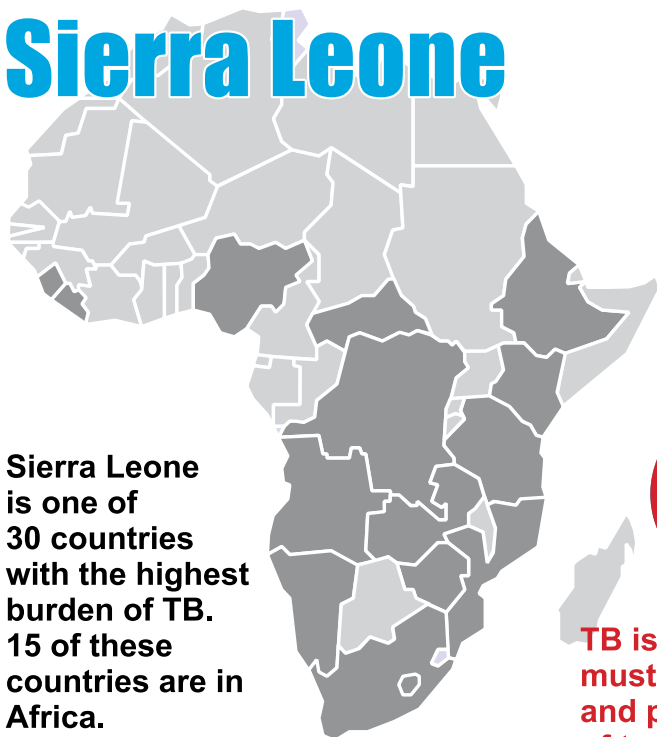 Sierra Leone
Sierra Leone
is one of
30 countries
with the highest
burden of TB.
15 of these
countries are in
Africa.
TB is
must
and p